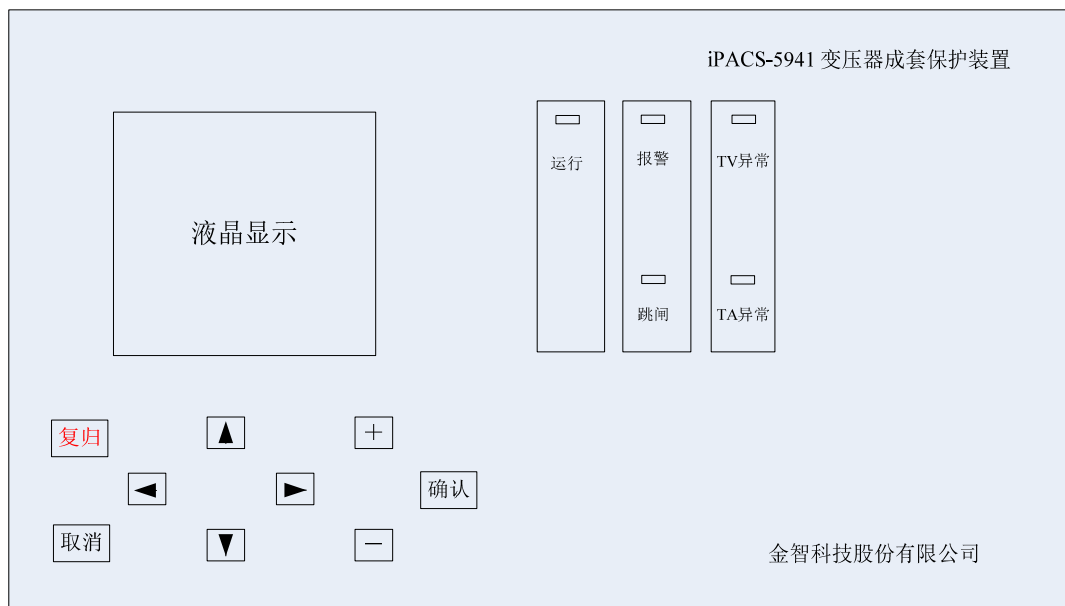 iPACS-5941 变压器成套保护装置
液晶显示
运行
报警
TV异常
跳闸
TA异常
复归
+
确认
取消
−
金智科技股份有限公司